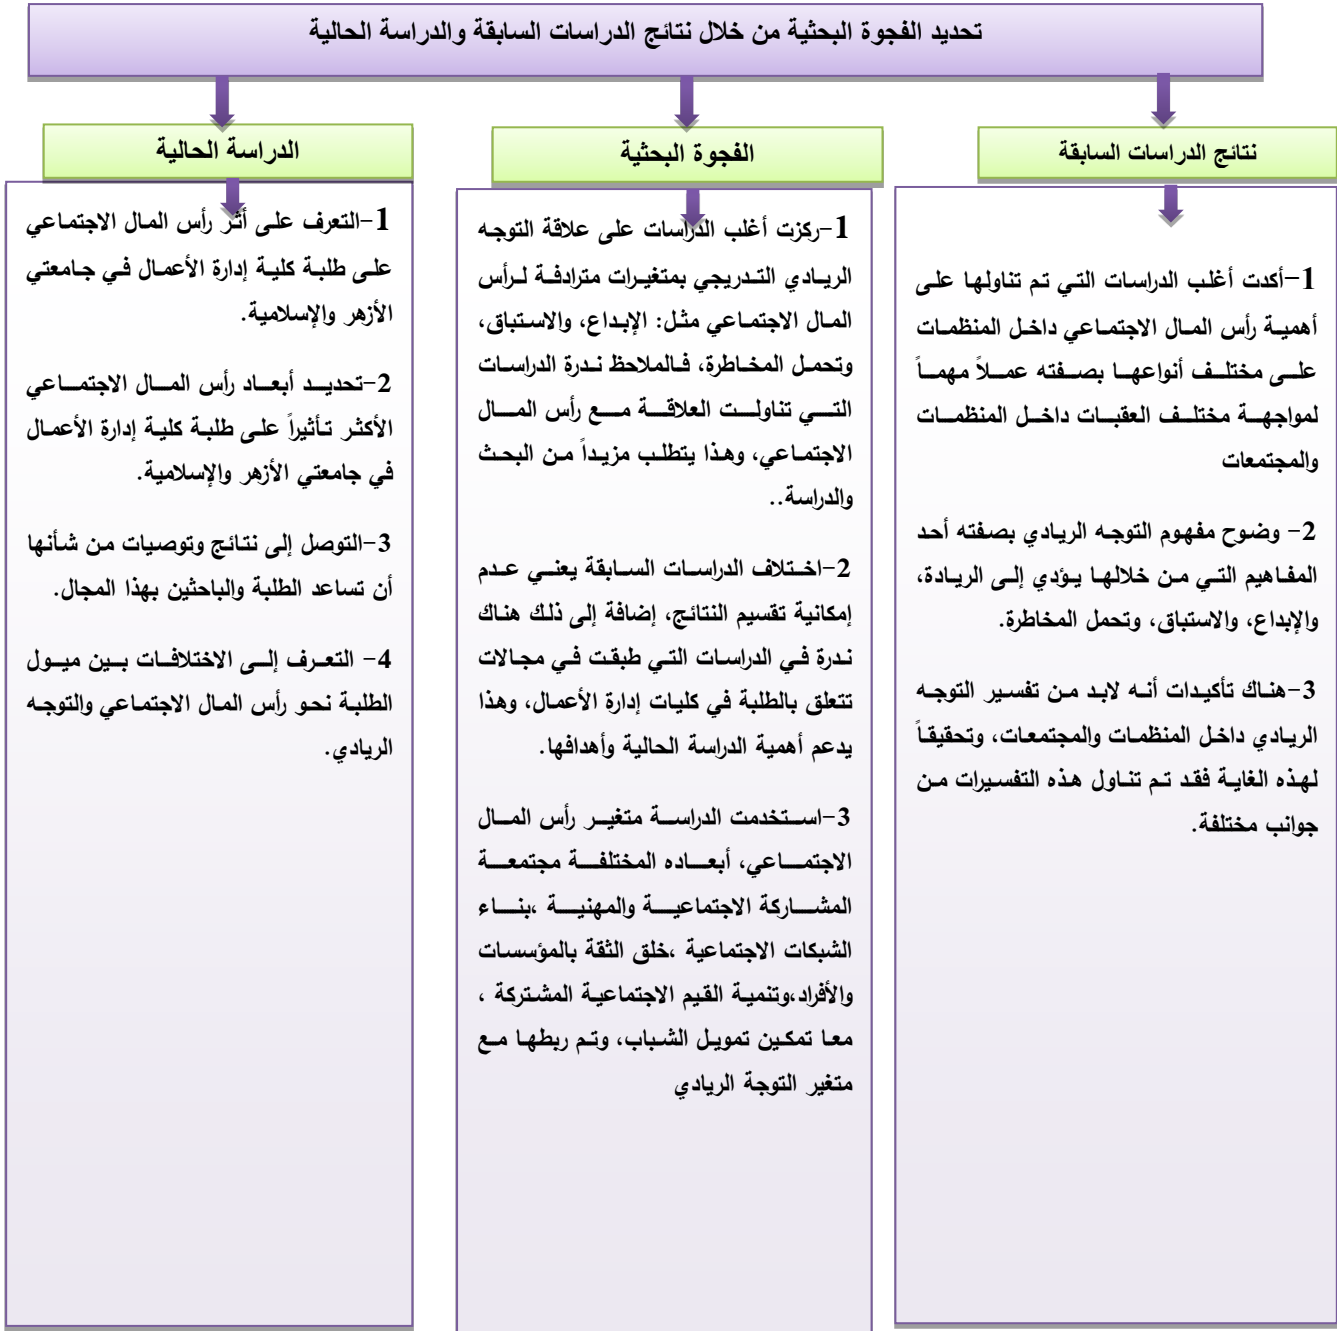 تحديد الفجوة البحثية من خلال نتائج الدراسات السابقة والدراسة الحالية
نتائج الدراسات السابقة
1-أكدت أغلب الدراسات التي تم تناولها على
أهمية رأس المال الاجتماعي داخل المنظمات
على مختلف أنواعها بصفته عملاً مهماً
لمواجهة مختلف العقبات داخل المنظمات
والمجتمعات
2- وضوح مفهوم التوجه الريادي بصفته أحد
المفاهيم التي من خلالها يؤدي إلى الريادة،
والإبداع، والاستباق، وتحمل المخاطرة.
3-هناك تأكيدات أنه لابد من تفسير التوجه
الريادي داخل المنظمات والمجتمعات، وتحقيقاً
لهذه الغاية فقد تم تناول هذه التفسيرات من
جوانب مختلفة.
الفجوة البحثية
1-ركزت أغلب الدراسات على علاقة التوجه
الريادي التدريجي بمتغيرات مترادفة لرأس
المال الاجتماعي مثل: الإبداع، والاستباق،
وتحمل المخاطرة، فالملاحظ ندرة الدراسات
التي تناولت العلاقة مع رأس المال
الاجتماعي، وهذا يتطلب مزيداً من البحث
والدراسة..
2-اختلاف الدراسات السابقة يعني عدم
إمكانية تقسيم النتائج، إضافة إلى ذلك هناك
ندرة في الدراسات التي طبقت في مجالات
تتعلق بالطلبة في كليات إدارة الأعمال، وهذا
يدعم أهمية الدراسة الحالية وأهدافها.
3-استخدمت الدراسة متغير رأس المال
الاجتماعي، أبعاده المختلفة مجتمعة
المشاركة الاجتماعية والمهنية ،بناء
الشبكات الاجتماعية ،خلق الثقة بالمؤسسات
والأفراد،وتنمية القيم الاجتماعية المشتركة ،
معا تمكين تمويل الشباب، وتم ربطها مع
متغير التوجة الريادي
الدراسة الحالية
1-التعرف على أثر رأس المال الاجتماعي
على طلبة كلية إدارة الأعمال في جامعتي
الأزهر والإسلامية.
2-تحديد أبعاد رأس المال الاجتماعي
الأكثر تأثيراً على طلبة كلية إدارة الأعمال
في جامعتي الأزهر والإسلامية.
3-التوصل إلى نتائج وتوصيات من شأنها
أن تساعد الطلبة والباحثين بهذا المجال.
4- التعرف إلى الاختلافات بين ميول
الطلبة نحو رأس المال الاجتماعي والتوجه
الريادي.